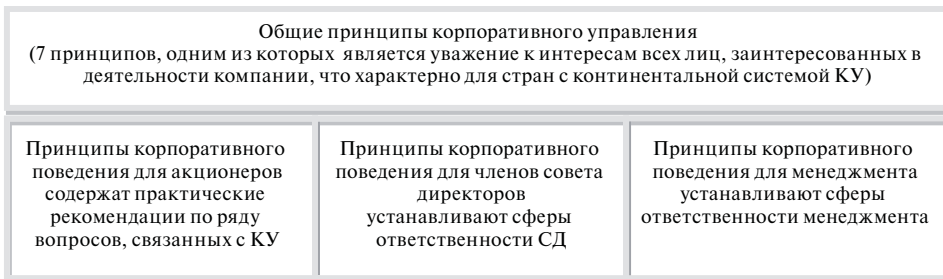 Общие принципы корпоративного управления
(7 принципов, одним из которых является уважение к интересам всех лиц, заинтересованных в
деятельности компании, что характерно для стран с континентальной системой КУ)
Принципы корпоративного
поведения для акционеров
содержат практические
рекомендации по ряду
вопросов, связанных с КУ
Принципы корпоративного
поведения для членов совета
директоров
устанавливают сферы
ответственности СД
Принципы корпоративного
поведения для менеджмента
устанавливают сферы
ответственности менеджмента